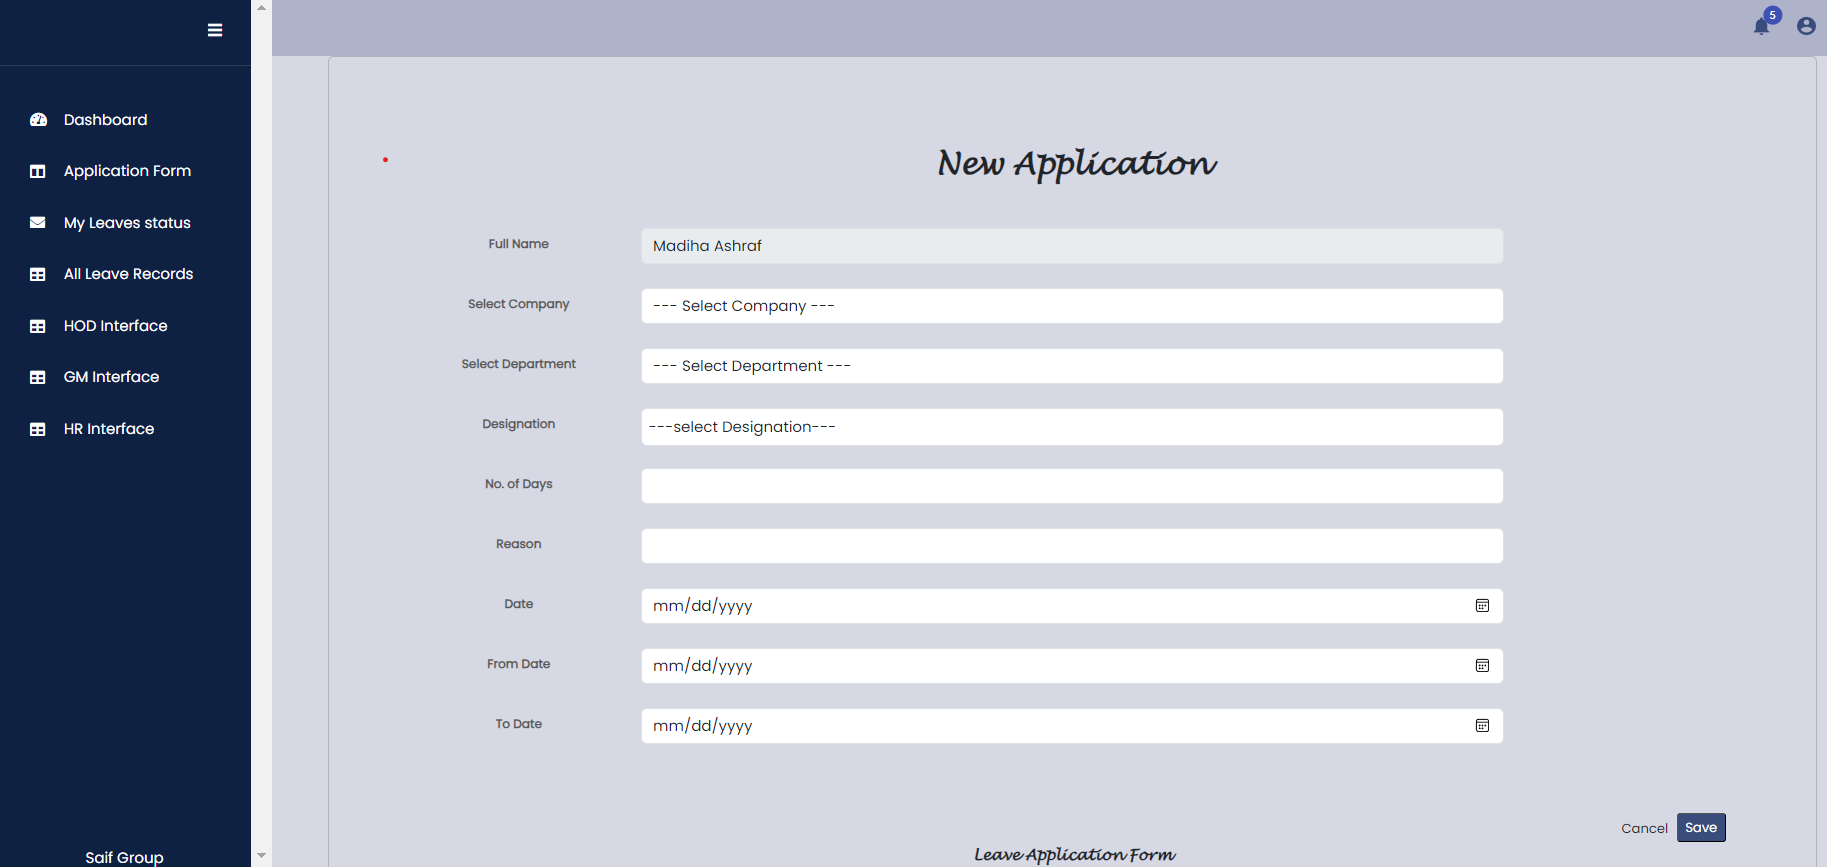 5
Dashboard
Application Form
My Leaves status
All Leave Records
HOD Interface
GM Interface
HR Interface
Saif Group
New Application
Full Name
Madiha Ashraf
Select Company
--- Select Company ---
Select Department
--- Select Department ---
Designation
---select Designation---
No. of Days
Reason
Date
mm/dd/yyyy
From Date
mm/dd/yyyy
To Date
mm/dd/yyyy
Cancel Save
Leave Application Form